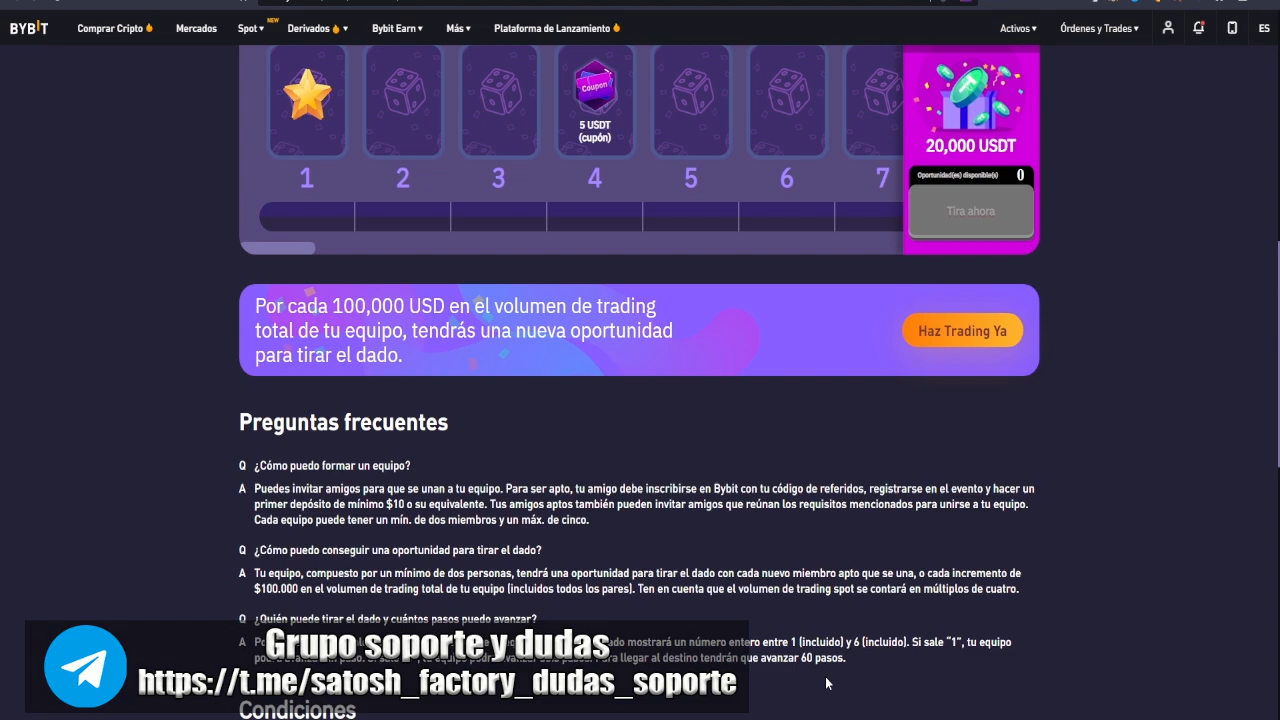 BYBIT
Comprar Cripto
Mercados
Spot
NEW
Derivados
Bybit Earn
Más
Plataforma de Lanzamiento
Activos
Órdenes y Trades
ES
Coupon
5 USDT
(cupón)
1 2 3 4 5 6 7
20,000 USDT
Oportunidad(es) disponible(s) 0
Tira ahora
Por cada 100,000 USD en el volumen de trading
total de tu equipo, tendrás una nueva oportunidad
para tirar el dado.
Haz Trading Ya
Preguntas frecuentes
Q ¿Cómo puedo formar un equipo?
A Puedes invitar amigos para que se unan a tu equipo. Para ser apto, tu amigo debe inscribirse en Bybit con tu código de referidos, registrarse en el evento y hacer un
primer depósito de mínimo $10 o su equivalente. Tus amigos aptos también pueden invitar amigos que reúnan los requisitos mencionados para unirse a tu equipo.
Cada equipo puede tener un mín. de dos miembros y un máx. de cinco.
Q ¿Cómo puedo conseguir una oportunidad para tirar el dado?
A Tu equipo, compuesto por un mínimo de dos personas, tendrá una oportunidad para tirar el dado con cada nuevo miembro apto que se una, o cada incremento de
$100.000 en el volumen de trading total de tu equipo (incluidos todos los pares). Ten en cuenta que el volumen de trading spot se contará en múltiplos de cuatro.
Q ¿Quién puede tirar el dado y cuántos pasos puedo avanzar?
A mostrará un número entero entre 1 (incluido) y 6 (incluido). Si sale "1", tu equipo
para llegar al destino tendrán que avanzar 60 pasos.
Grupo soporte y dudas
https://t.me/satosh_factory_dudas_soporte
Condiciones